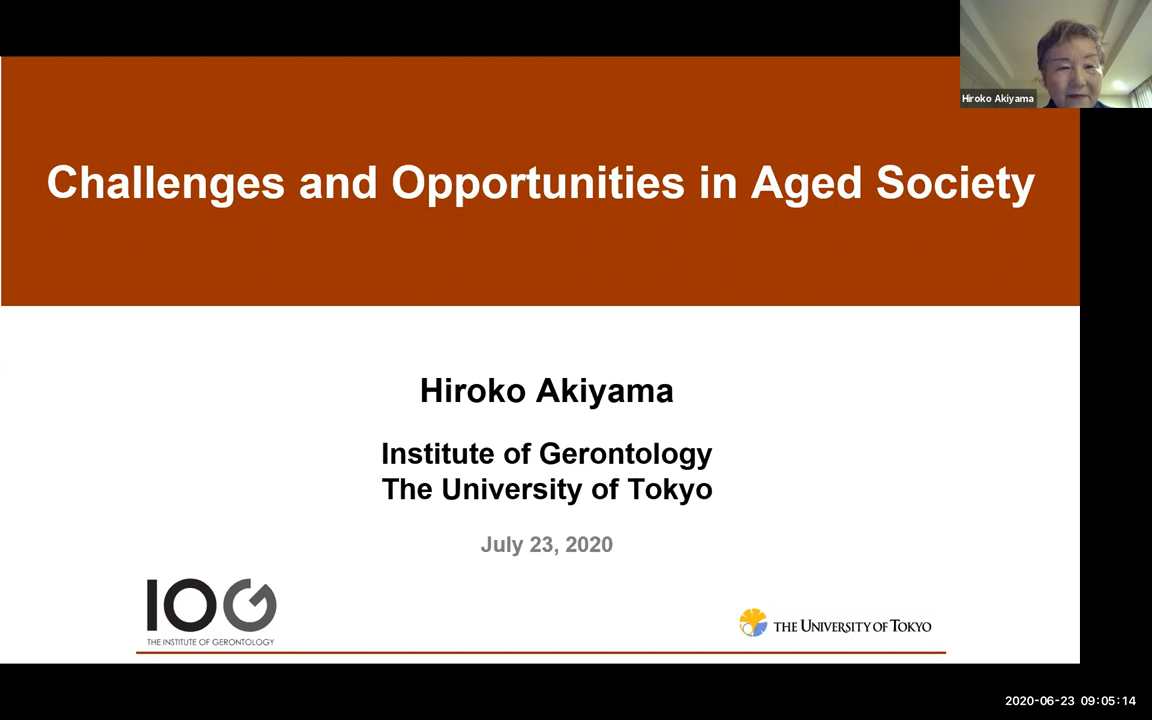 Hiroko Akiyama
Challenges and Opportunities in Aged Society
Hiroko Akiyama
Institute of Gerontology
The University of Tokyo
July 23, 2020
IOG
THE INSTITUTE OF GERONTOLOGY
THE UNIVERSITY OF TOKYO
2020-06-23 09:05:14